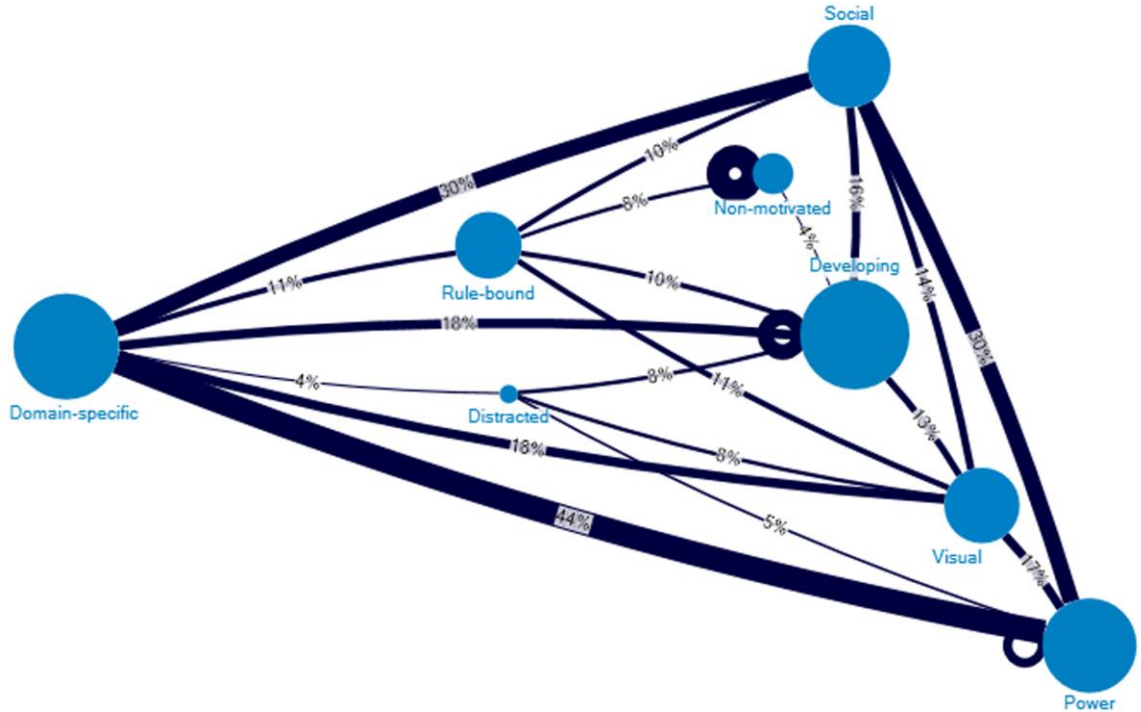 Social
10%
30%
8%
16%
Non-motivated
4%
Developing
11%
Rule-bound
10%
14%
18%
30%
4%
8%
11%
Domain-specific
Distracted
13%
18%
8%
44%
5%
Visual
17%
Power